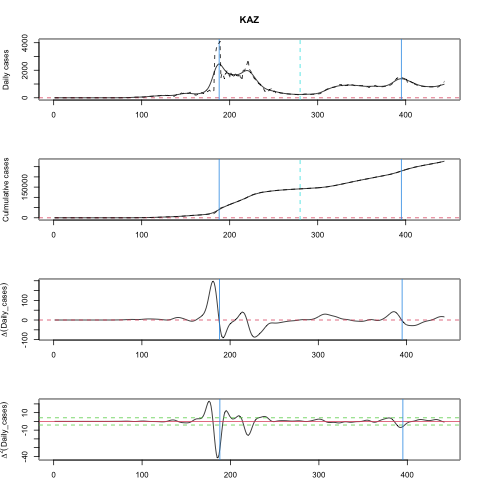 KAZ
Daily cases
4000
2000
0
0 100 200 300 400
Culmulative cases
150000
0
0 100 200 300 400
Δ(Daily_cases)
100
0
-100
0 100 200 300 400
Δ²(Daily_cases)
10
-10
-40
0 100 200 300 400